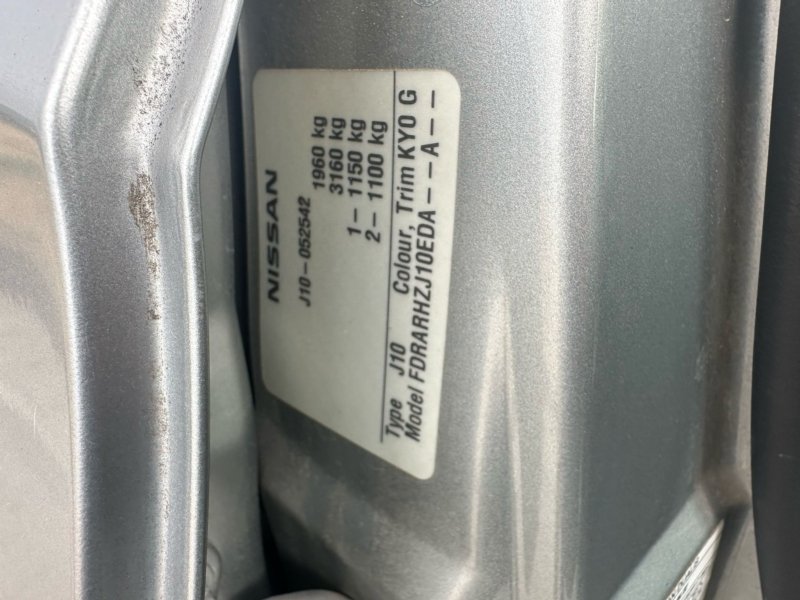 NISSAN
J10-052542
1960 kg
3160 kg
1- 1150 kg
2- 1100 kg
Type J10 Colour, Trim KY0 G
Model FDRARHZJ10EDA--A--